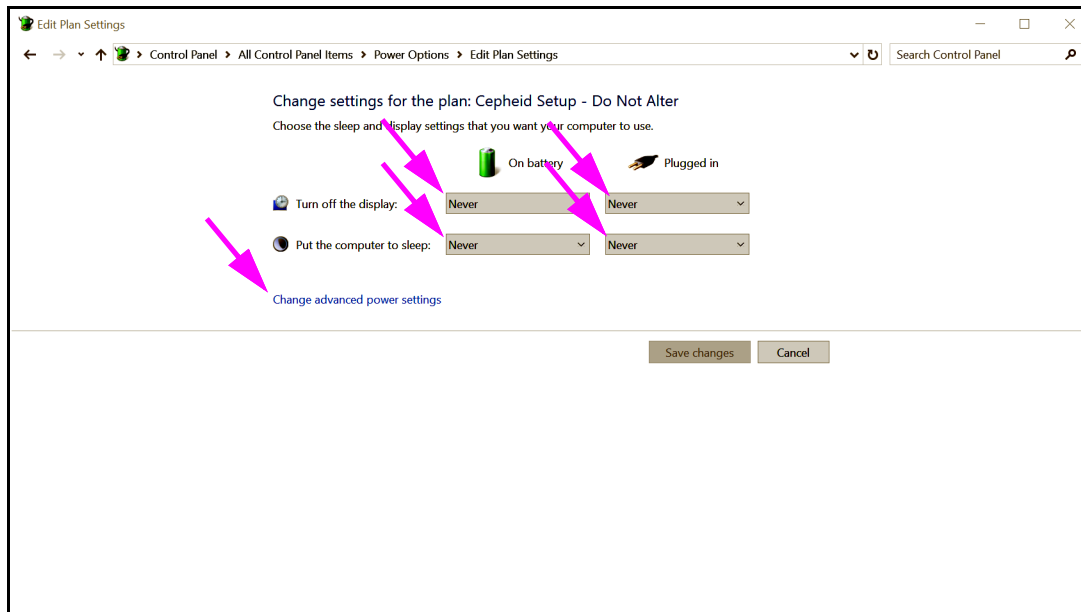 Edit Plan Settings
Control Panel > All Control Panel Items > Power Options > Edit Plan Settings
Search Control Panel
Change settings for the plan: Cepheid Setup - Do Not Alter
Choose the sleep and display settings that you want your computer to use.
On battery Plugged in
Turn off the display: Never Never
Put the computer to sleep: Never Never
Change advanced power settings
Save changes Cancel